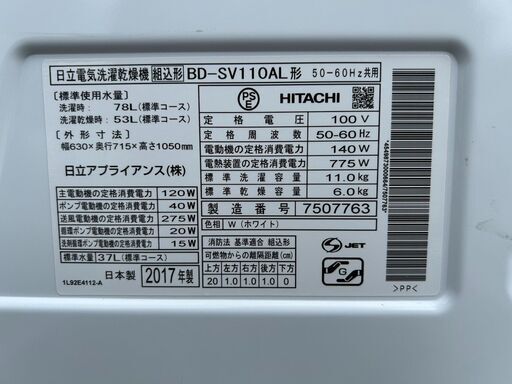 日立電気洗濯乾燥機 組込形 BD-SV110AL形 50-60Hz共用
〔標準使用水量〕
洗濯時: 78L(標準コース)
洗濯乾燥時: 53L(標準コース)
〔外形寸法〕
幅630×奥行715×高さ1050mm
日立アプライアンス(株)
主電動機の定格消費電力 120W
ポンプ電動機の定格消費電力 40W
送風電動機の定格消費電力 275W
循環ポンプ電動機の定格消費電力 20W
洗剤循環ポンプ電動機の定格消費電力 15W
標準水量:37L(標準コース)
日本製 2017年製
1L92E4112-A
PSE HITACHI
定格電圧 100V
定格周波数 50-60Hz
電動機の定格消費電力 140W
電熱装置の定格消費電力 775W
標準洗濯容量 11.0kg
標準乾燥容量 6.0kg
製造番号 7507763
色相 W(ホワイト)
消防法 基準適合 組込形
可燃物からの離隔距離(cm)
上方 左方 右方 前方 後方 下方
20 1.0 1.0 0 1.0 0
S JET
G
>PP<